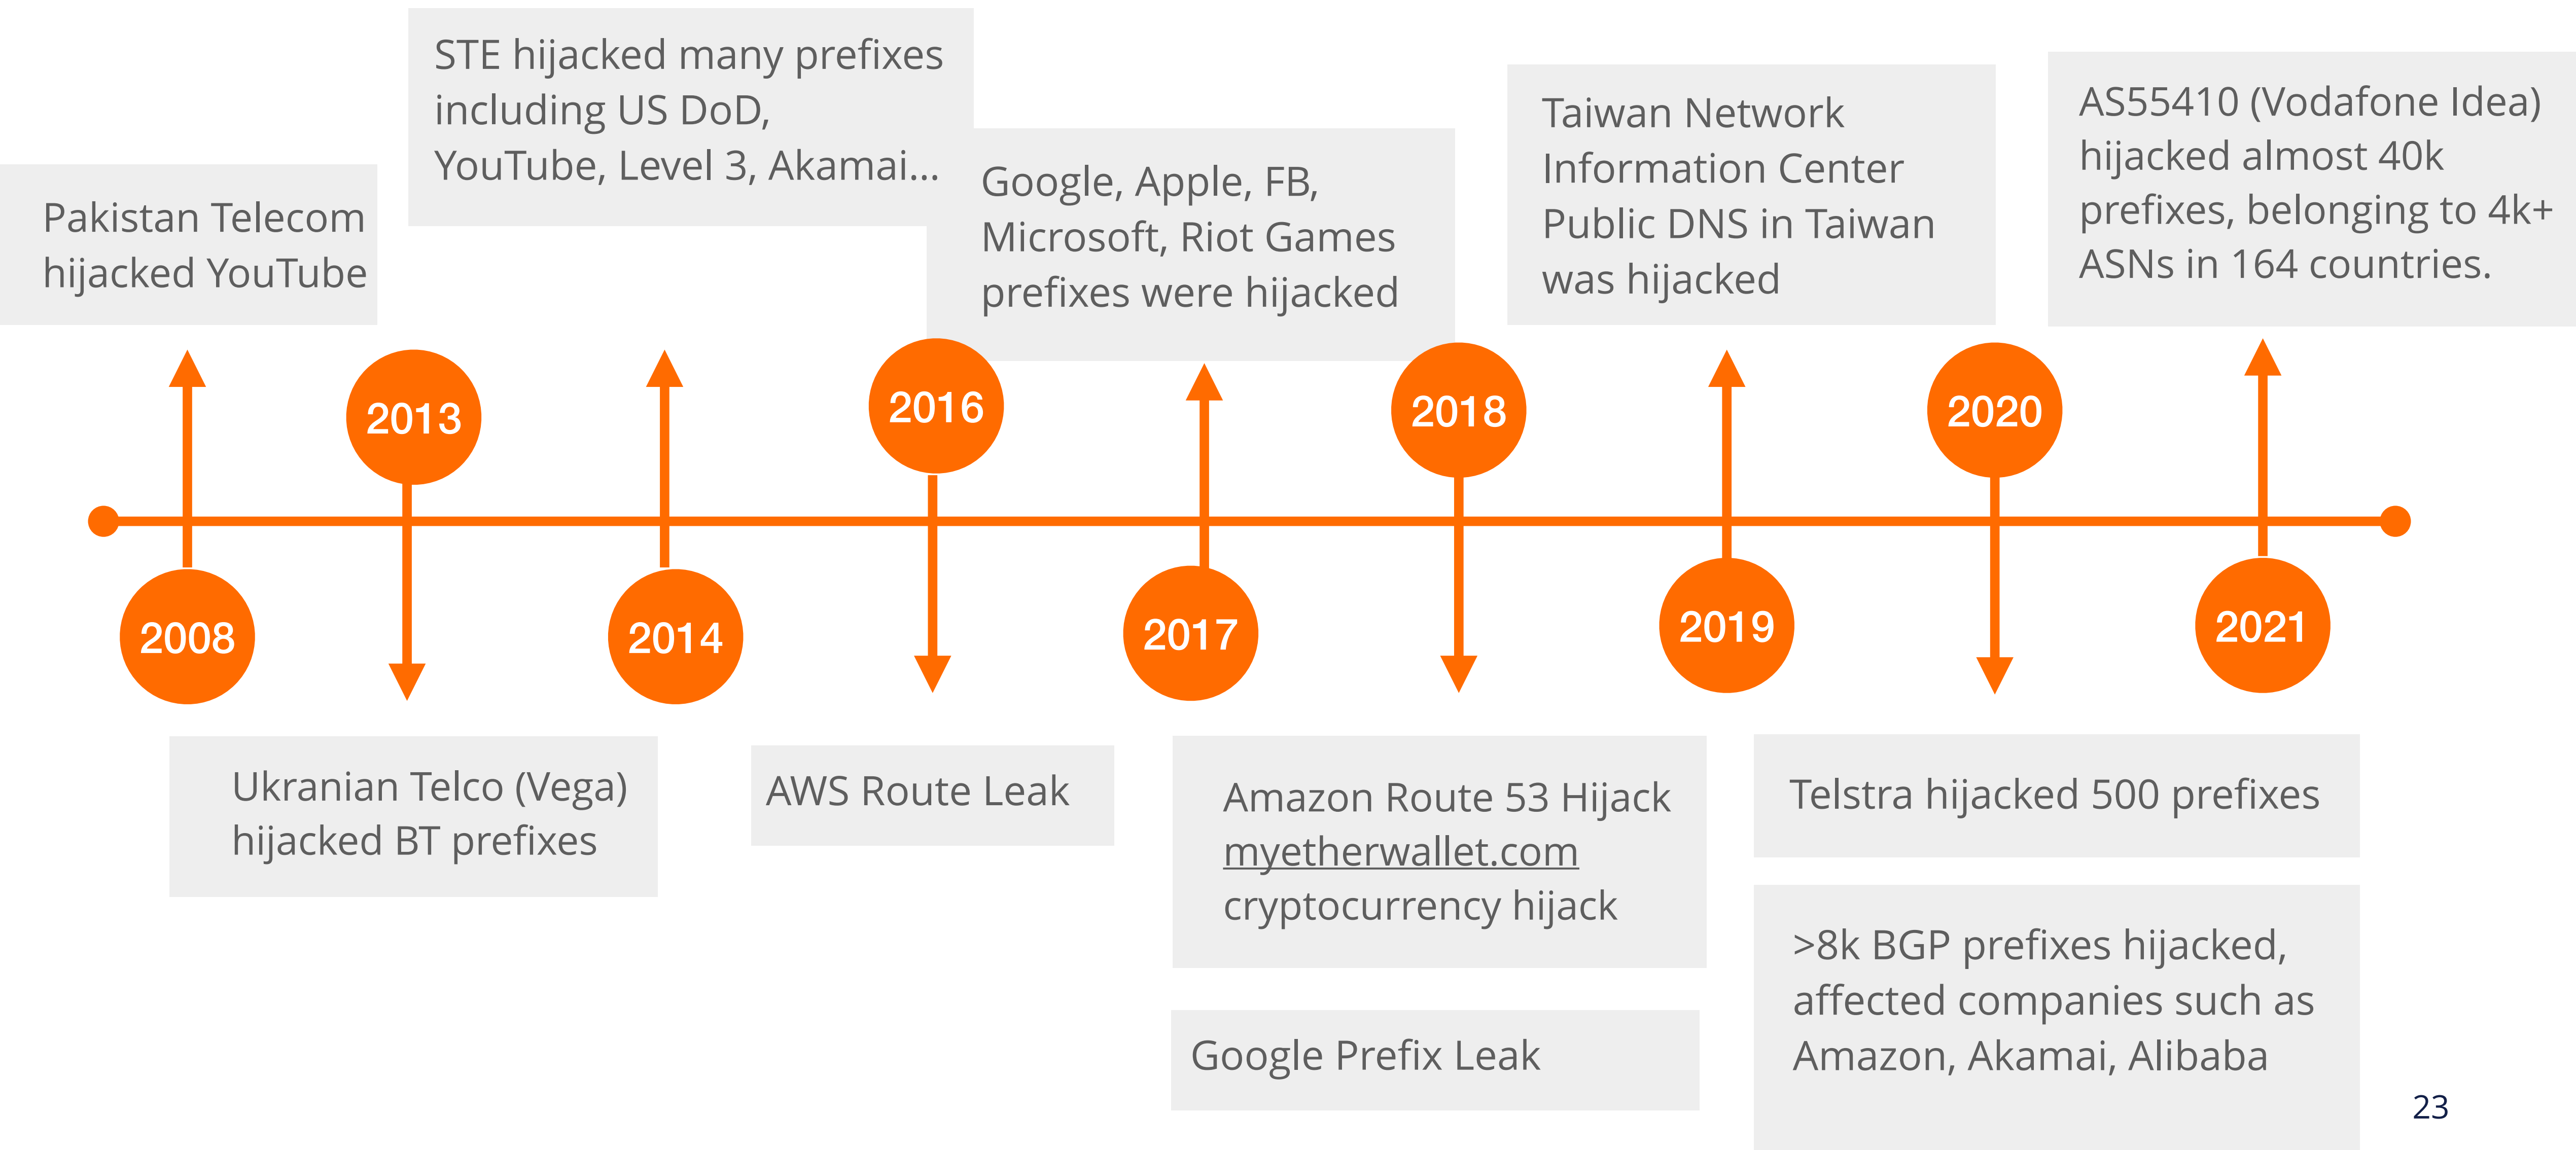 STE hijacked many prefixes
including US DoD,
YouTube, Level 3, Akamai...
Pakistan Telecom
hijacked YouTube
Google, Apple, FB,
Microsoft, Riot Games
prefixes were hijacked
Taiwan Network
Information Center
Public DNS in Taiwan
was hijacked
AS55410 (Vodafone Idea)
hijacked almost 40k
prefixes, belonging to 4k+
ASNs in 164 countries.
2013
2016
2018
2020
2008
2014
2017
2019
2021
Ukranian Telco (Vega)
hijacked BT prefixes
AWS Route Leak
Amazon Route 53 Hijack
myetherwallet.com
cryptocurrency hijack
Google Prefix Leak
Telstra hijacked 500 prefixes
>8k BGP prefixes hijacked,
affected companies such as
Amazon, Akamai, Alibaba
23